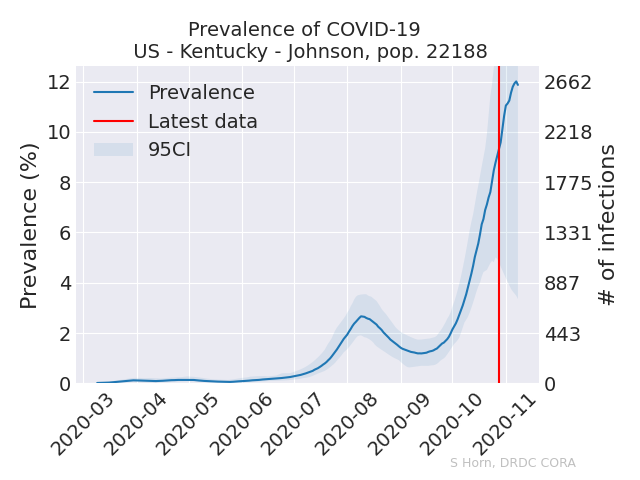 Prevalence of COVID-19
US - Kentucky - Johnson, pop. 22188
Prevalence
Latest data
95CI
Prevalence (%)
12
10
8
6
4
2
0
2662
2218
1775
1331
887
443
0
# of infections
2020-03
2020-04
2020-05
2020-06
2020-07
2020-08
2020-09
2020-10
2020-11
S Horn, DRDC CORA